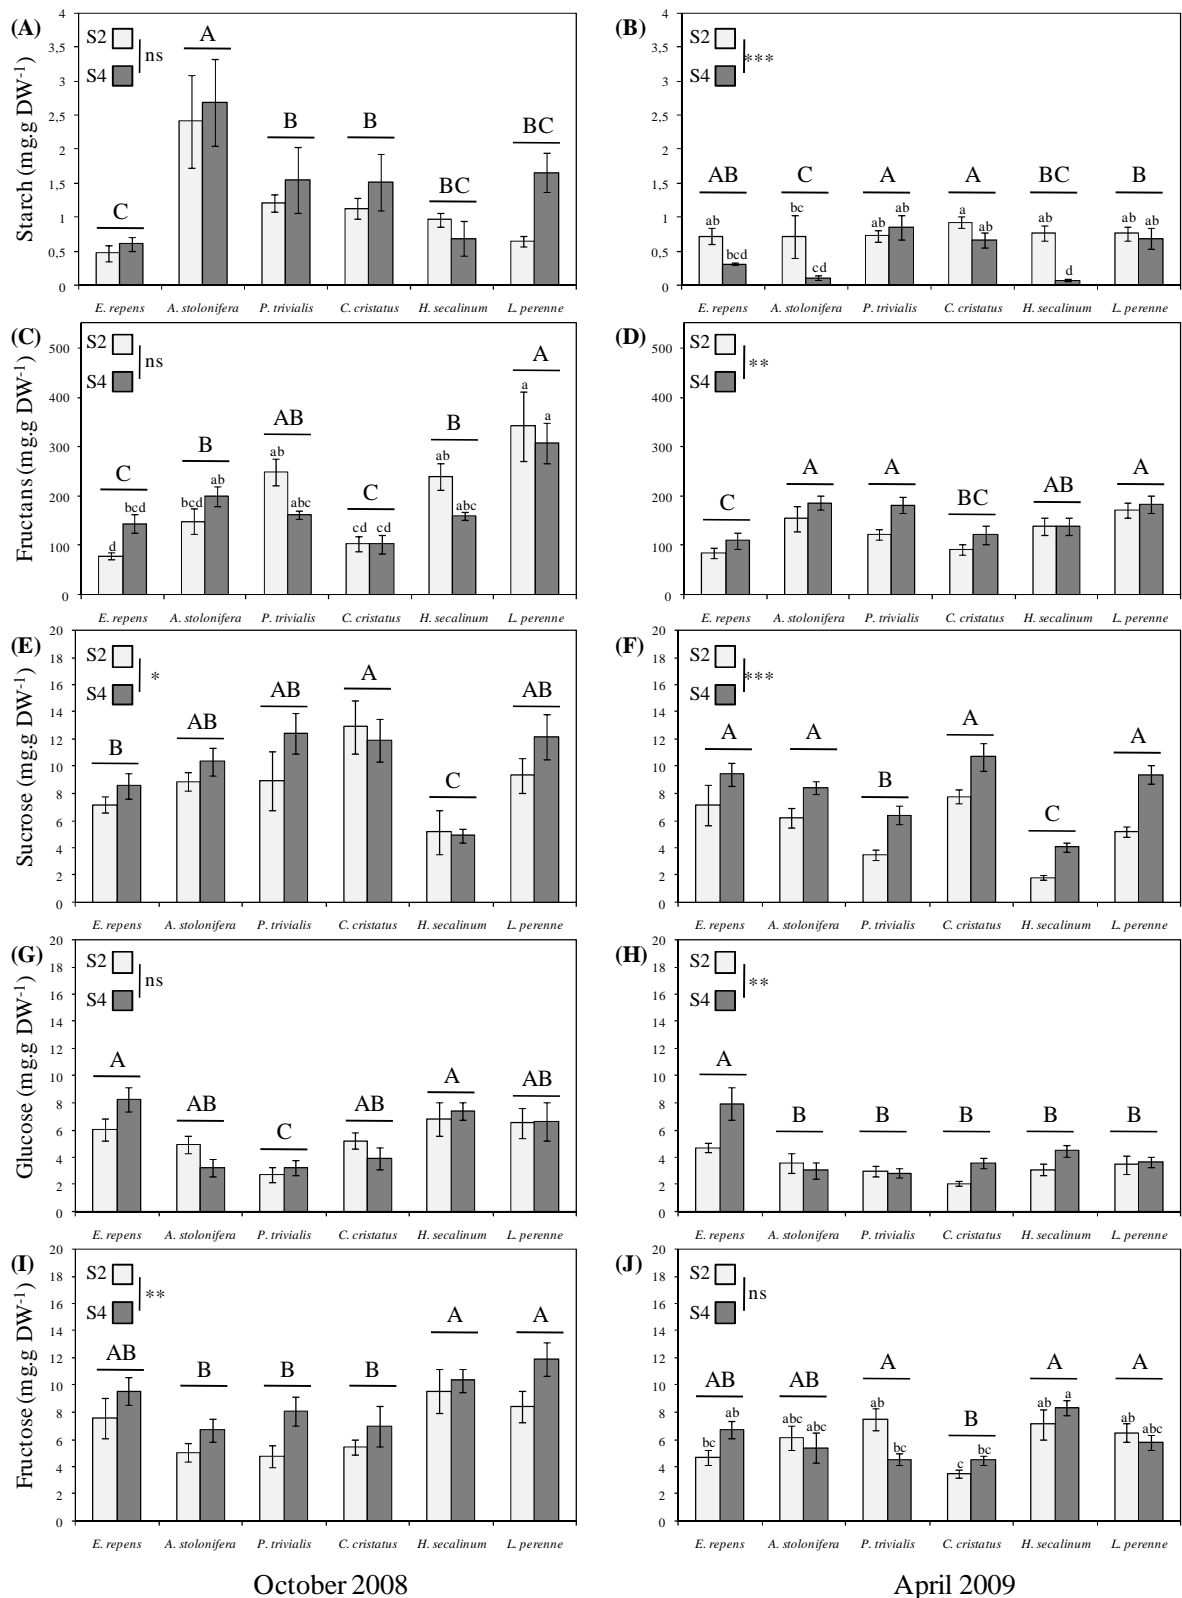 (A)
S2
S4
ns
Starch (mg.g DW-1)
4
3,5
3
2,5
2
1,5
1
0,5
0
C
A
B
B
BC
BC
E. repens A. stolonifera P. trivialis C. cristatus H. secalinum L. perenne
(B)
S2
S4
***
4
3,5
3
2,5
2
1,5
1
0,5
0
AB C A A BC B
ab bcd bc cd ab ab a ab ab d ab ab
E. repens A. stolonifera P. trivialis C. cristatus H. secalinum L. perenne
(C)
S2
S4
ns
Fructans (mg.g DW-1)
500
400
300
200
100
0
C B AB C B A
d bcd bcd ab ab abc cd cd ab abc a a
E. repens A. stolonifera P. trivialis C. cristatus H. secalinum L. perenne
(D)
S2
S4
**
500
400
300
200
100
0
C A A BC AB A
E. repens A. stolonifera P. trivialis C. cristatus H. secalinum L. perenne
(E)
S2
S4
*
Sucrose (mg.g DW-1)
20
18
16
14
12
10
8
6
4
2
0
B AB AB A C AB
E. repens A. stolonifera P. trivialis C. cristatus H. secalinum L. perenne
(F)
S2
S4
***
20
18
16
14
12
10
8
6
4
2
0
A A B A C A
E. repens A. stolonifera P. trivialis C. cristatus H. secalinum L. perenne
(G)
S2
S4
ns
Glucose (mg.g DW-1)
20
18
16
14
12
10
8
6
4
2
0
A AB C AB A AB
E. repens A. stolonifera P. trivialis C. cristatus H. secalinum L. perenne
(H)
S2
S4
**
20
18
16
14
12
10
8
6
4
2
0
A B B B B B
E. repens A. stolonifera P. trivialis C. cristatus H. secalinum L. perenne
(I)
S2
S4
**
Fructose (mg.g DW-1)
20
18
16
14
12
10
8
6
4
2
0
AB B B B A A
E. repens A. stolonifera P. trivialis C. cristatus H. secalinum L. perenne
(J)
S2
S4
ns
20
18
16
14
12
10
8
6
4
2
0
AB AB A B A A
bc ab abc abc ab bc c bc ab a ab abc
E. repens A. stolonifera P. trivialis C. cristatus H. secalinum L. perenne
October 2008
April 2009